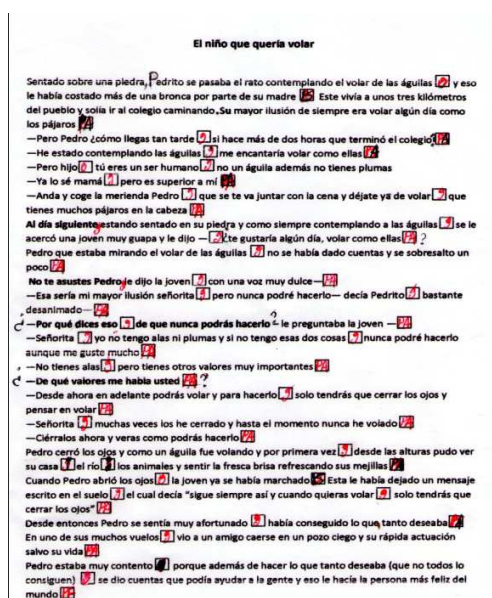 El niño que quería volar
Sentado sobre una piedra, Pedrito se pasaba el rato contemplando el volar de las águilas y eso
le había costado más de una bronca por parte de su madre Este vivía a unos tres kilómetros
del pueblo y solía ir al colegio caminando. Su mayor ilusión de siempre era volar algún día como
los pájaros
—Pero Pedro ¿cómo llegas tan tarde si hace más de dos horas que terminó el colegio?
—He estado contemplando las águilas me encantaría volar como ellas
—Pero hijo tú eres un ser humano no un águila además no tienes plumas
—Ya lo sé mamá pero es superior a mí
—Anda y coge la merienda Pedro que se te va juntar con la cena y déjate ya de volar que
tienes muchos pájaros en la cabeza
Al día siguiente estando sentado en su piedra y como siempre contemplando a las águilas se le
acercó una joven muy guapa y le dijo — te gustaría algún día, volar como ellas ?
Pedro que estaba mirando el volar de las águilas no se había dado cuentas y se sobresalto un
poco
No te asustes Pedro le dijo la joven con una voz muy dulce—
—Esa sería mi mayor ilusión señorita pero nunca podré hacerlo— decía Pedrito bastante
desanimado—
¿ —Por qué dices eso de que nunca podrás hacerlo ? – le preguntaba la joven —
—Señorita yo no tengo alas ni plumas y si no tengo esas dos cosas nunca podré hacerlo
aunque me guste mucho
—No tienes alas pero tienes otros valores muy importantes
¿ —De qué valores me habla usted ?
—Desde ahora en adelante podrás volar y para hacerlo solo tendrás que cerrar los ojos y
pensar en volar
—Señorita muchas veces los he cerrado y hasta el momento nunca he volado
—Ciérralos ahora y veras como podrás hacerlo
Pedro cerró los ojos y como un águila fue volando y por primera vez desde las alturas pudo ver
su casa el río los animales y sentir la fresca brisa refrescando sus mejillas
Cuando Pedro abrió los ojos la joven ya se había marchado Esta le había dejado un mensaje
escrito en el suelo el cual decía "sigue siempre así y cuando quieras volar solo tendrás que
cerrar los ojos"
Desde entonces Pedro se sentía muy afortunado había conseguido lo que tanto deseaba
En uno de sus muchos vuelos vio a un amigo caerse en un pozo ciego y su rápida actuación
salvo su vida
Pedro estaba muy contento porque además de hacer lo que tanto deseaba (que no todos lo
consiguen) se dio cuentas que podía ayudar a la gente y eso le hacía la persona más feliz del
mundo